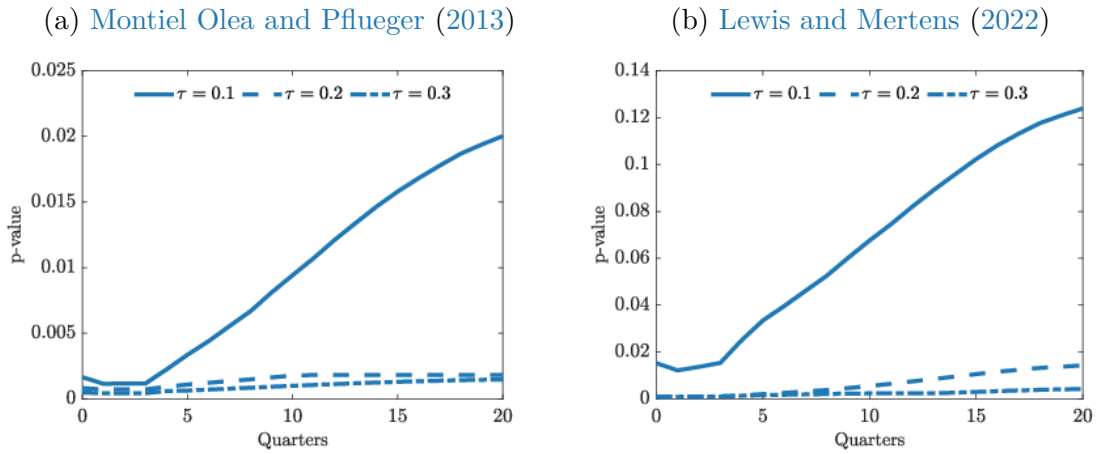 (a) Montiel Olea and Pflueger (2013)
0.025
0.02
0.015
0.01
0.005
0
p-value
τ = 0.1 τ = 0.2 τ = 0.3
0 5 10 15 20
Quarters
(b) Lewis and Mertens (2022)
0.14
0.12
0.1
0.08
0.06
0.04
0.02
0
p-value
τ = 0.1 τ = 0.2 τ = 0.3
0 5 10 15 20
Quarters